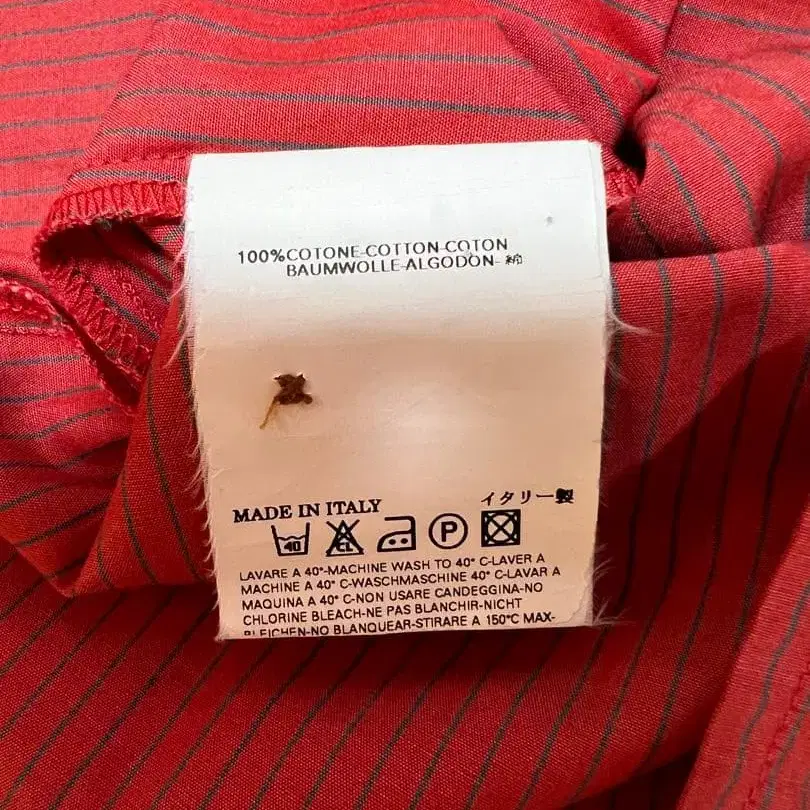 100%COTONE-COTTON-COTON
BAUMWOLLE-ALGODON-綿
MADE IN ITALY
イタリー製
40 CL P
LAVARE A 40°-MACHINE WASH TO 40° C-LAVER A
MACHINE A 40° C-WASCHMASCHINE 40° C-LAVAR A
MAQUINA A 40° C-NON USARE CANDEGGINA-NO
CHLORINE BLEACH-NE PAS BLANCHIR-NICHT
BLEICHEN-NO BLANQUEAR-STIRARE A 150°C MAX-